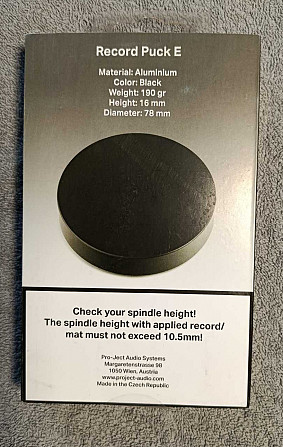 Record Puck E
Material: Aluminium
Color: Black
Weight: 190 gr
Height: 16 mm
Diameter: 78 mm
Check your spindle height!
The spindle height with applied record/
mat must not exceed 10.5mm!
Pro-Ject Audio Systems
Margaretenstrasse 98
1050 Wien, Austria
www.project-audio.com
Made in the Czech Republic